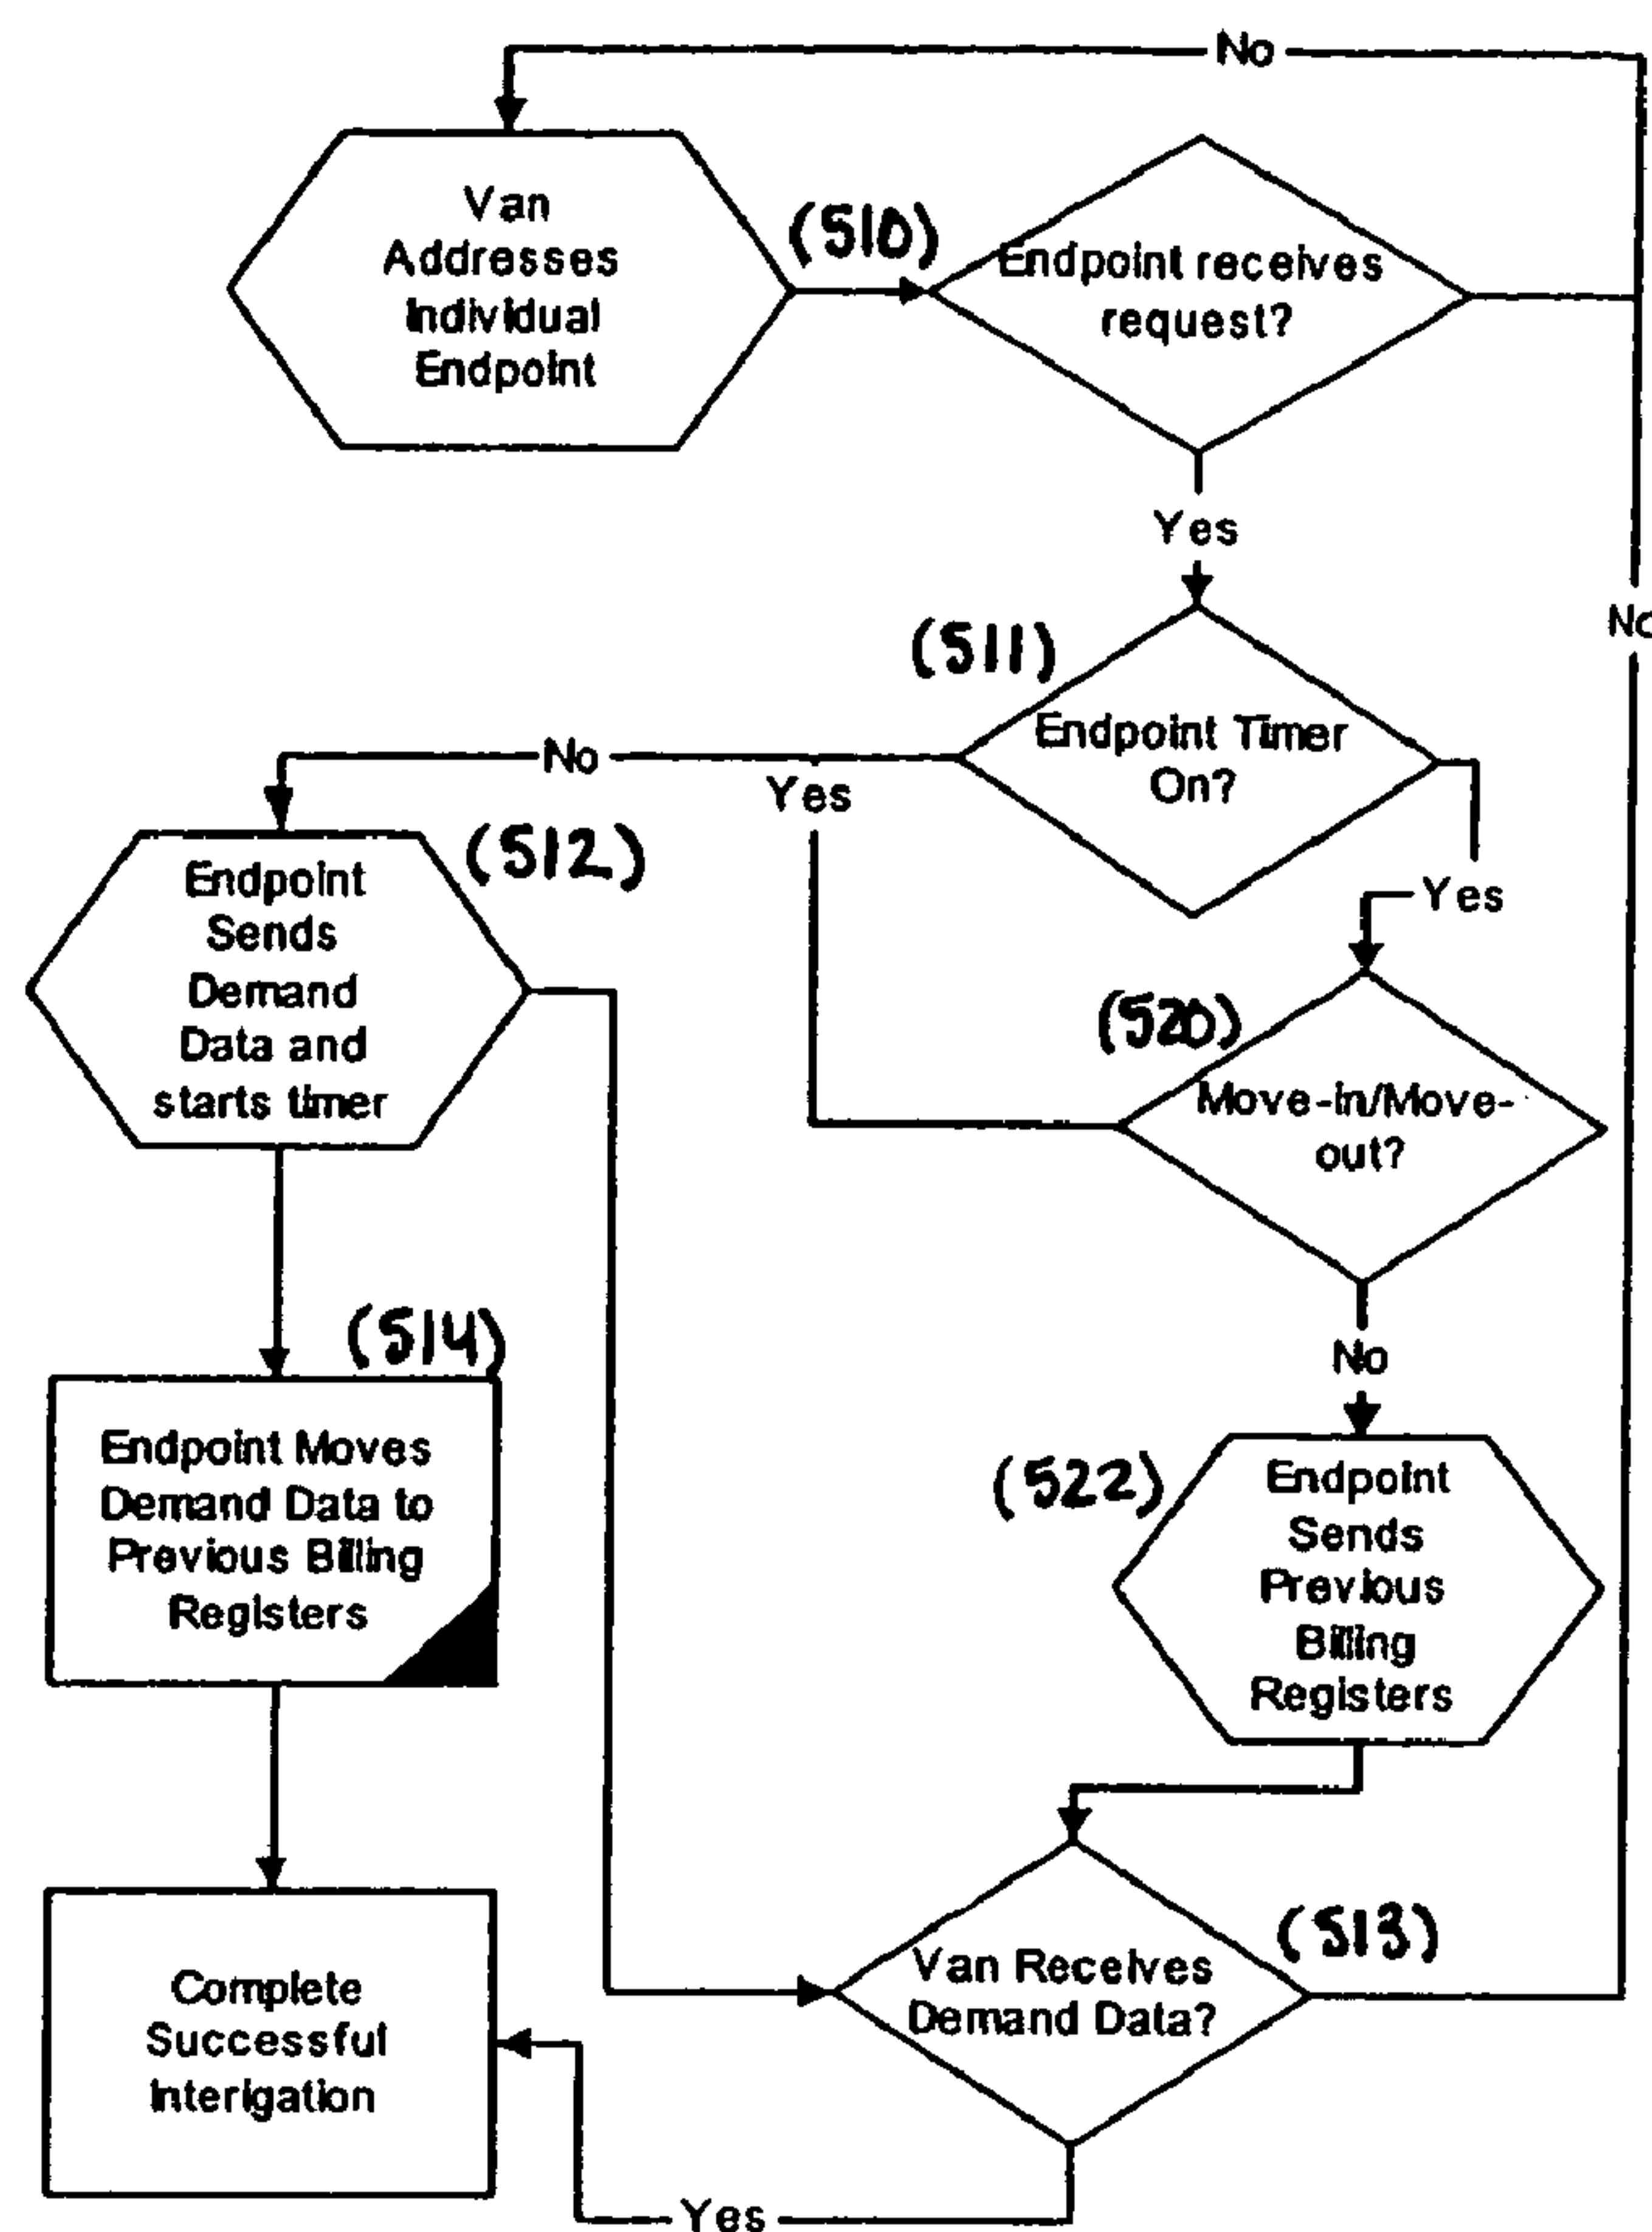 No
Van
Addresses
Individual
Endpoint
(510)
Endpoint receives
request?
Yes
No
(511)
Endpoint Timer
On?
No
Yes
Yes
(512)
Endpoint
Sends
Demand
Data and
starts timer
(520)
Move-in/Move-
out?
No
(514)
Endpoint Moves
Demand Data to
Previous Billing
Registers
(522)
Endpoint
Sends
Previous
Billing
Registers
(513)
Van Receives
Demand Data?
Complete
Successful
Interigation
Yes